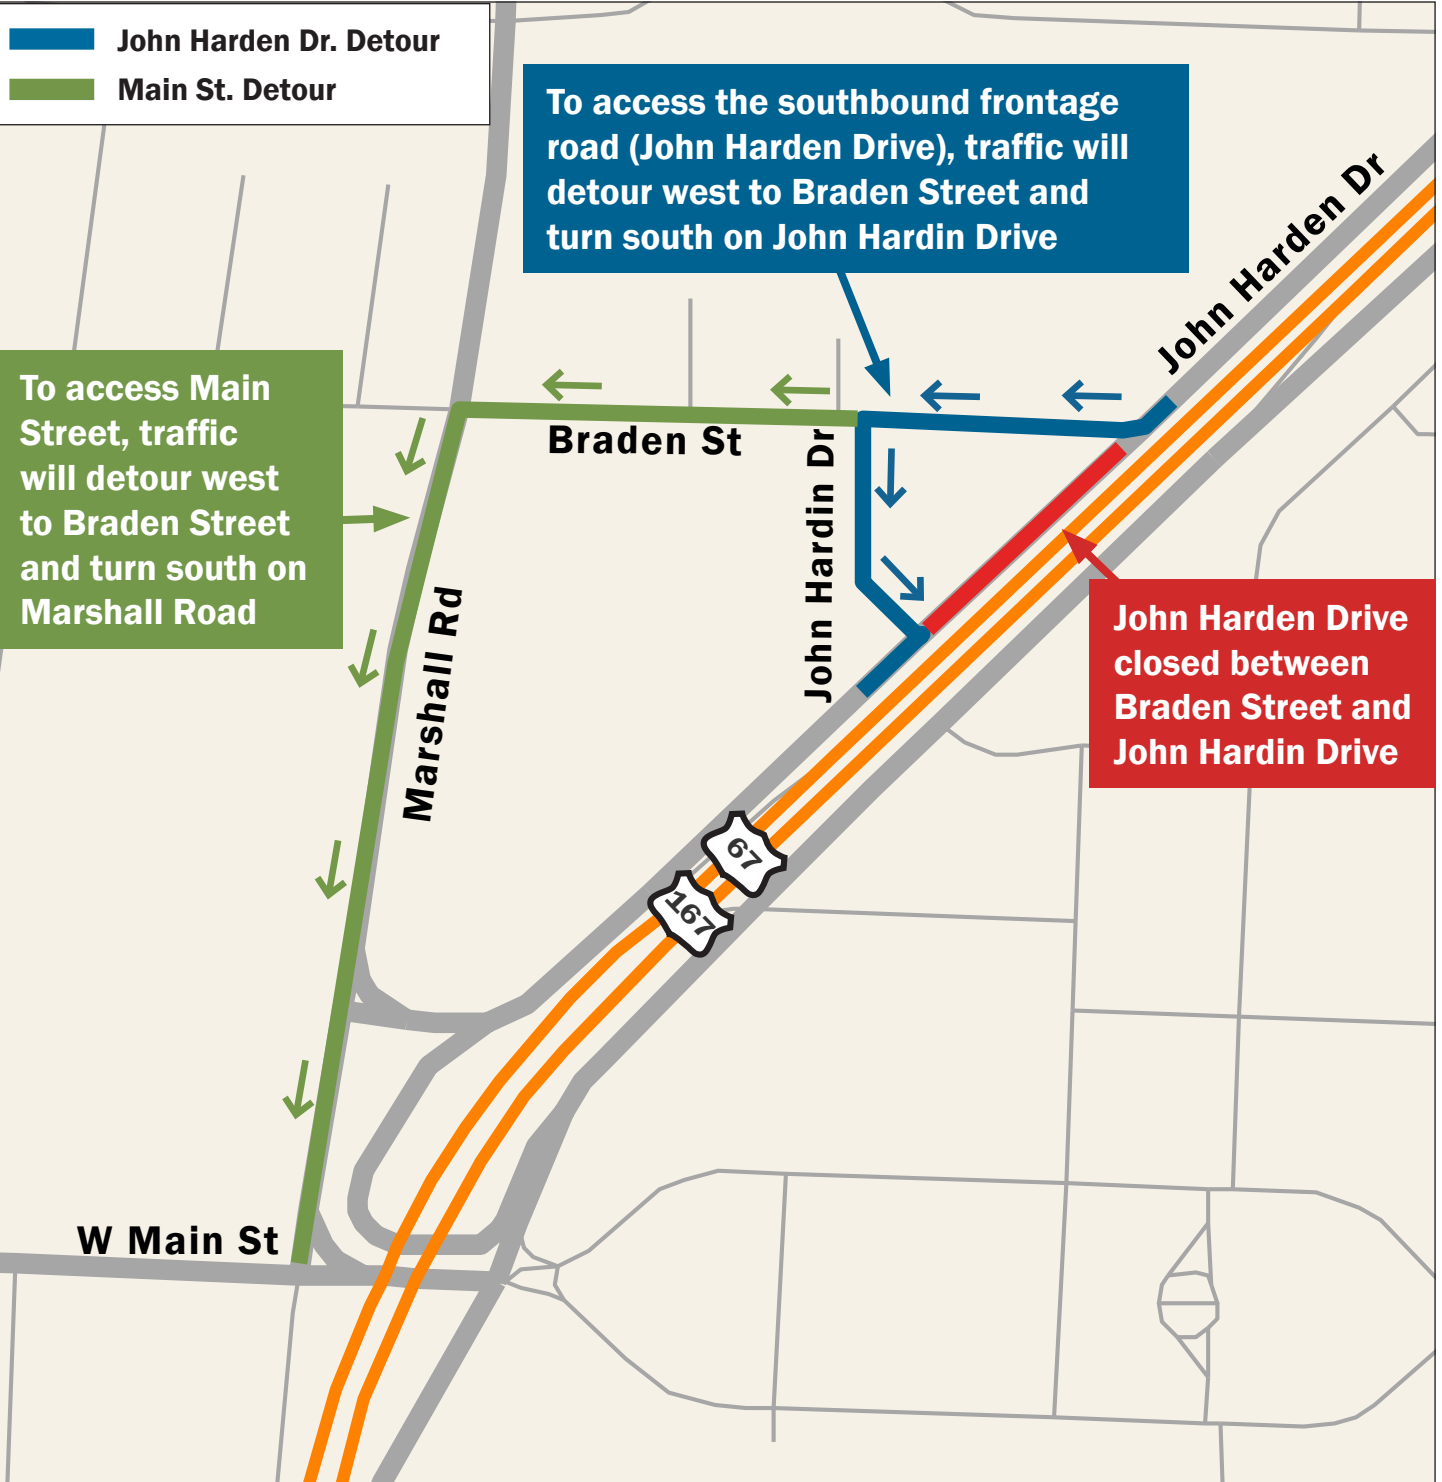 John Harden Dr. Detour
Main St. Detour
To access the southbound frontage
road (John Harden Drive), traffic will
detour west to Braden Street and
turn south on John Hardin Drive
John Harden Dr
To access Main
Street, traffic
will detour west
to Braden Street
and turn south on
Marshall Road
Braden St
John Hardin Dr
Marshall Rd
John Harden Drive
closed between
Braden Street and
John Hardin Drive
67
167
W Main St